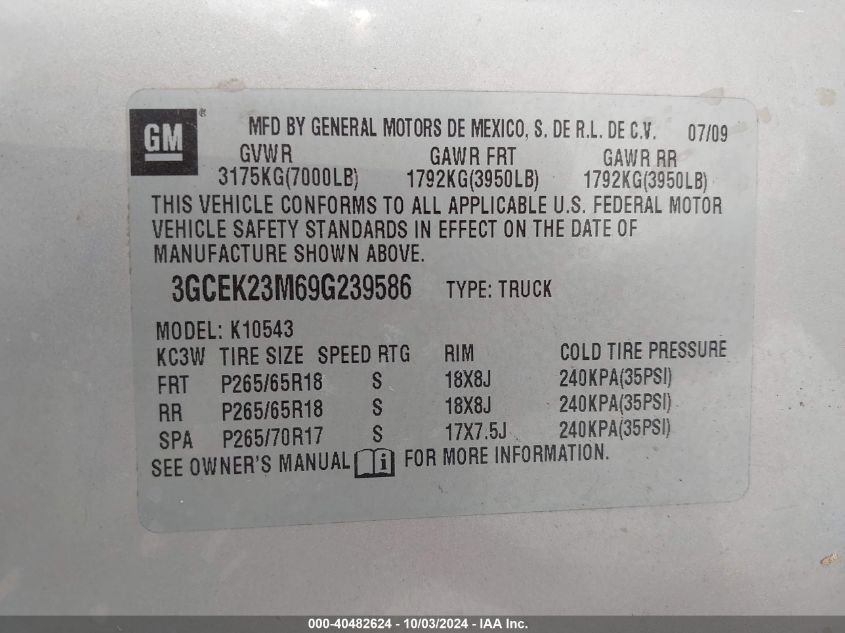 GM® MFD BY GENERAL MOTORS DE MEXICO, S. DE R.L. DE C.V. 07/09
GVWR GAWR FRT GAWR RR
3175KG(7000LB) 1792KG(3950LB) 1792KG(3950LB)
THIS VEHICLE CONFORMS TO ALL APPLICABLE U.S. FEDERAL MOTOR
VEHICLE SAFETY STANDARDS IN EFFECT ON THE DATE OF
MANUFACTURE SHOWN ABOVE.
3GCEK23M69G239586 TYPE: TRUCK
MODEL: K10543
KC3W TIRE SIZE SPEED RTG RIM COLD TIRE PRESSURE
FRT P265/65R18 S 18X8J 240KPA(35PSI)
RR P265/65R18 S 18X8J 240KPA(35PSI)
SPA P265/70R17 S 17X7.5J 240KPA(35PSI)
SEE OWNER'S MANUAL i FOR MORE INFORMATION.
000-40482624 - 10/03/2024 - IAA Inc.